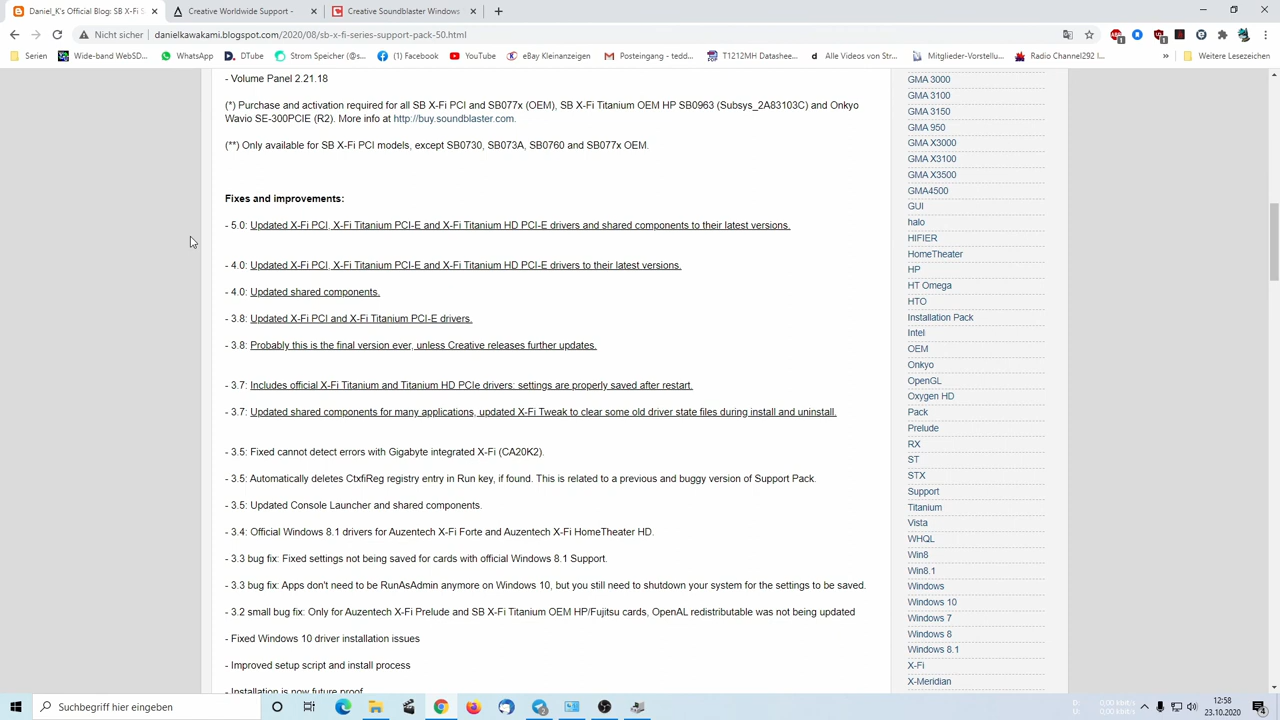 Daniel_K's Official Blog: SB X-Fi S
Creative Worldwide Support -
Creative Soundblaster Windows
Nicht sicher | danielkawakami.blogspot.com/2020/08/sb-x-fi-series-support-pack-50.html
Serien
Wide-band WebSD...
WhatsApp
DTube
Strom Speicher (@s...
(1) Facebook
YouTube
eBay Kleinanzeigen
Posteingang - tedd...
T1212MH Datashee...
Alle Videos von Str...
Mitglieder-Vorstellu...
Radio Channel292 I...
»
Weitere Lesezeichen
- Volume Panel 2.21.18
(*) Purchase and activation required for all SB X-Fi PCI and SB077x (OEM), SB X-Fi Titanium OEM HP SB0963 (Subsys_2A83103C) and Onkyo
Wavio SE-300PCIE (R2). More info at http://buy.soundblaster.com.
(**) Only available for SB X-Fi PCI models, except SB0730, SB073A, SB0760 and SB077x OEM.
Fixes and improvements:
- 5.0: Updated X-Fi PCI, X-Fi Titanium PCI-E and X-Fi Titanium HD PCI-E drivers and shared components to their latest versions.
- 4.0: Updated X-Fi PCI, X-Fi Titanium PCI-E and X-Fi Titanium HD PCI-E drivers to their latest versions.
- 4.0: Updated shared components.
- 3.8: Updated X-Fi PCI and X-Fi Titanium PCI-E drivers.
- 3.8: Probably this is the final version ever, unless Creative releases further updates.
- 3.7: Includes official X-Fi Titanium and Titanium HD PCIe drivers: settings are properly saved after restart.
- 3.7: Updated shared components for many applications, updated X-Fi Tweak to clear some old driver state files during install and uninstall.
- 3.5: Fixed cannot detect errors with Gigabyte integrated X-Fi (CA20K2).
- 3.5: Automatically deletes CtxfiReg registry entry in Run key, if found. This is related to a previous and buggy version of Support Pack.
- 3.5: Updated Console Launcher and shared components.
- 3.4: Official Windows 8.1 drivers for Auzentech X-Fi Forte and Auzentech X-Fi HomeTheater HD.
- 3.3 bug fix: Fixed settings not being saved for cards with official Windows 8.1 Support.
- 3.3 bug fix: Apps don't need to be RunAsAdmin anymore on Windows 10, but you still need to shutdown your system for the settings to be saved.
- 3.2 small bug fix: Only for Auzentech X-Fi Prelude and SB X-Fi Titanium OEM HP/Fujitsu cards, OpenAL redistributable was not being updated
- Fixed Windows 10 driver installation issues
- Improved setup script and install process
- Installation is now future proof
GMA 3000
GMA 3100
GMA 3150
GMA 950
GMA X3000
GMA X3100
GMA X3500
GMA4500
GUI
halo
HIFIER
HomeTheater
HP
HT Omega
HTO
Installation Pack
Intel
OEM
Onkyo
OpenGL
Oxygen HD
Pack
Prelude
RX
ST
STX
Support
Titanium
Vista
WHQL
Win8
Win8.1
Windows
Windows 10
Windows 7
Windows 8
Windows 8.1
X-Fi
X-Meridian
Suchbegriff hier eingeben
D: 0,00 kbit/s
U: 0,00 kbit/s
12:58
23.10.2020
4